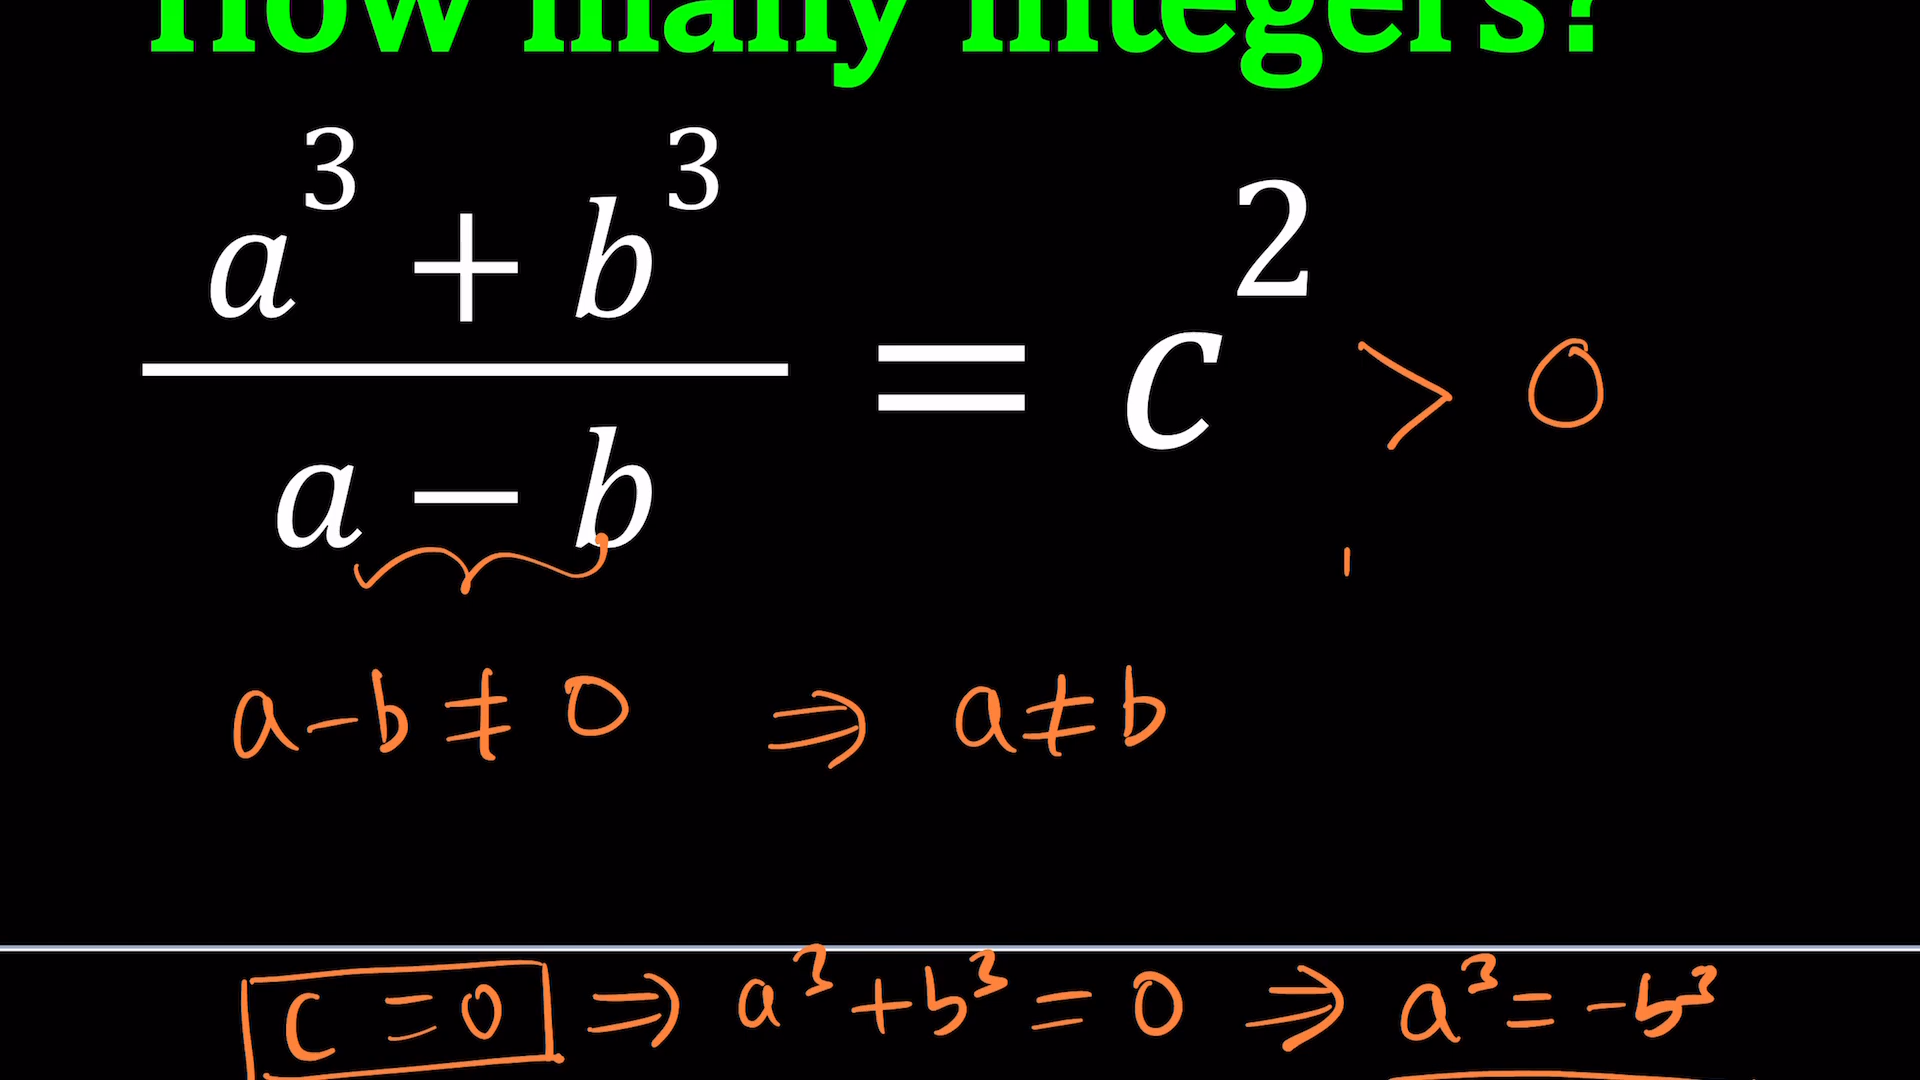 How many integers?
a³ + b³ / a − b = c² > 0
a - b ≠ 0 ⇒ a ≠ b
c = 0 ⇒ a³ + b³ = 0 ⇒ a³ = -b³